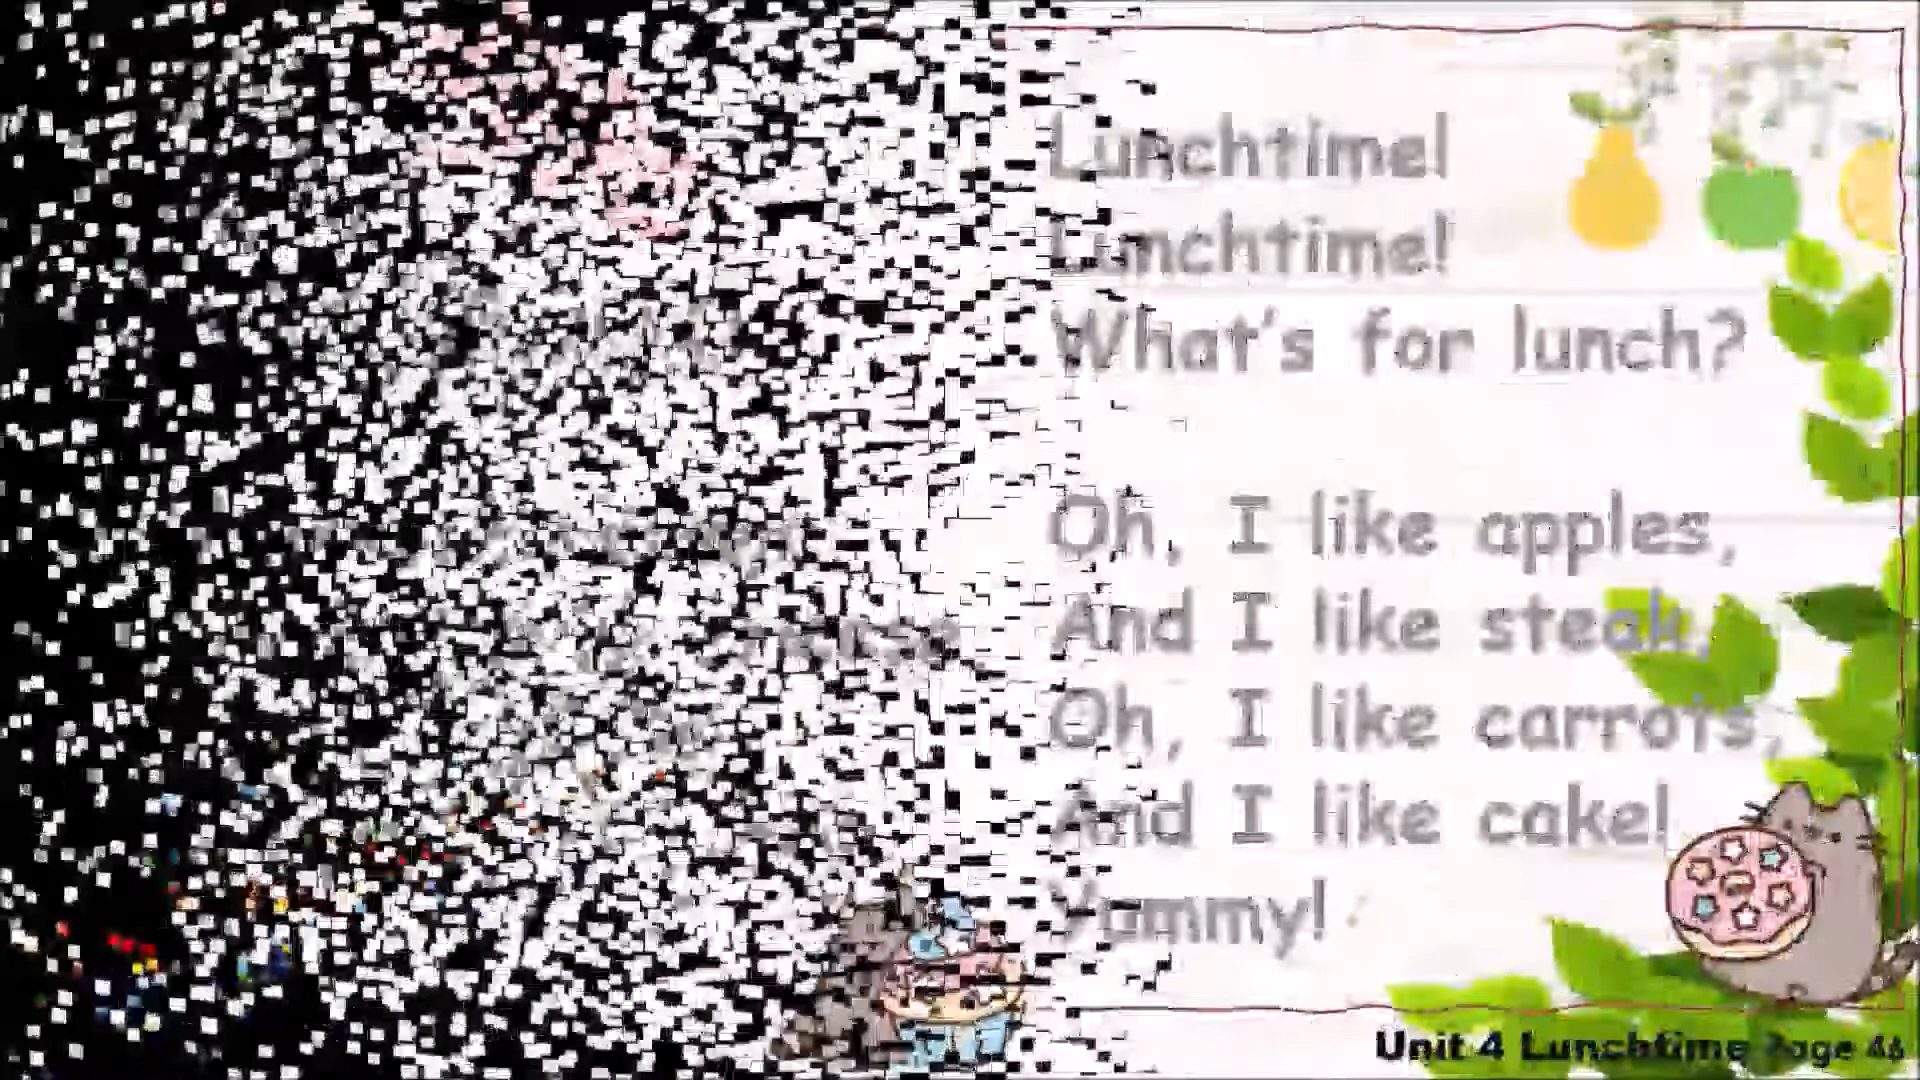 Lunchtime!
Lunchtime!
What's for lunch?
Oh, I like apples,
And I like steak,
Oh, I like carrots,
And I like cake!
Yummy!
Unit 4 Lunchtime Page 46